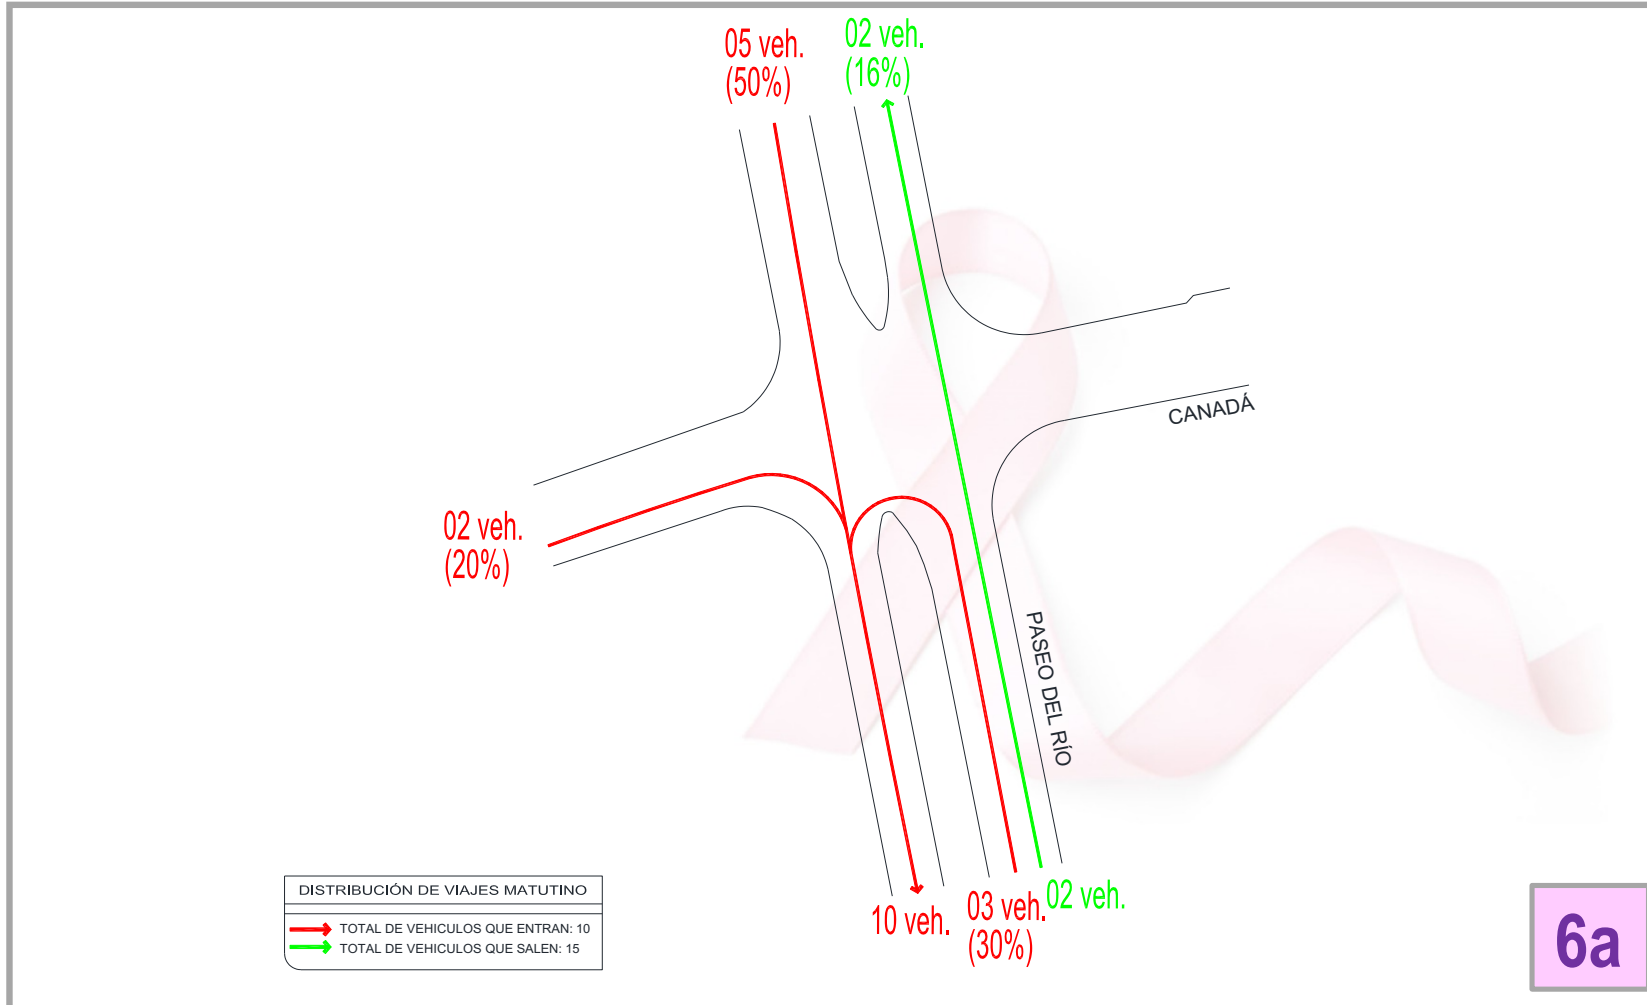 05 veh.
(50%)
02 veh.
(16%)
CANADÁ
02 veh.
(20%)
PASEO DEL RÍO
10 veh.
03 veh.
(30%)
02 veh.
DISTRIBUCIÓN DE VIAJES MATUTINO
TOTAL DE VEHICULOS QUE ENTRAN: 10
TOTAL DE VEHICULOS QUE SALEN: 15
6a